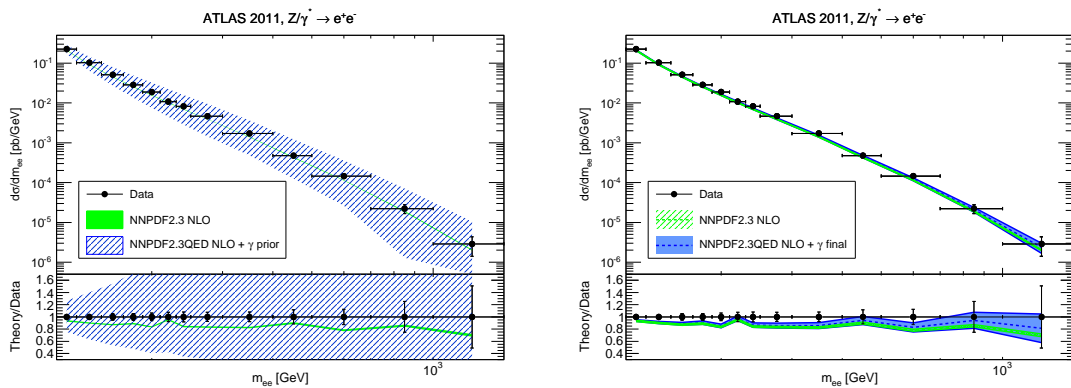 ATLAS 2011, Z/γ* → e⁺e⁻
dσ/dm_ee [pb/GeV]
10⁻¹
10⁻²
10⁻³
10⁻⁴
10⁻⁵
10⁻⁶
Data
NNPDF2.3 NLO
NNPDF2.3QED NLO + γ prior
Theory/Data
1.6
1.4
1.2
1
0.8
0.6
0.4
10³
m_ee [GeV]
ATLAS 2011, Z/γ* → e⁺e⁻
dσ/dm_ee [pb/GeV]
10⁻¹
10⁻²
10⁻³
10⁻⁴
10⁻⁵
10⁻⁶
Data
NNPDF2.3 NLO
NNPDF2.3QED NLO + γ final
Theory/Data
1.6
1.4
1.2
1
0.8
0.6
0.4
10³
m_ee [GeV]